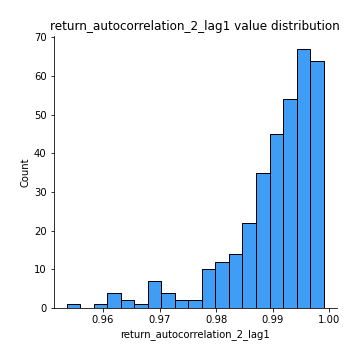 return_autocorrelation_2_lag1 value distribution
70
60
50
40
30
20
10
0
Count
0.96 0.97 0.98 0.99 1.00
return_autocorrelation_2_lag1